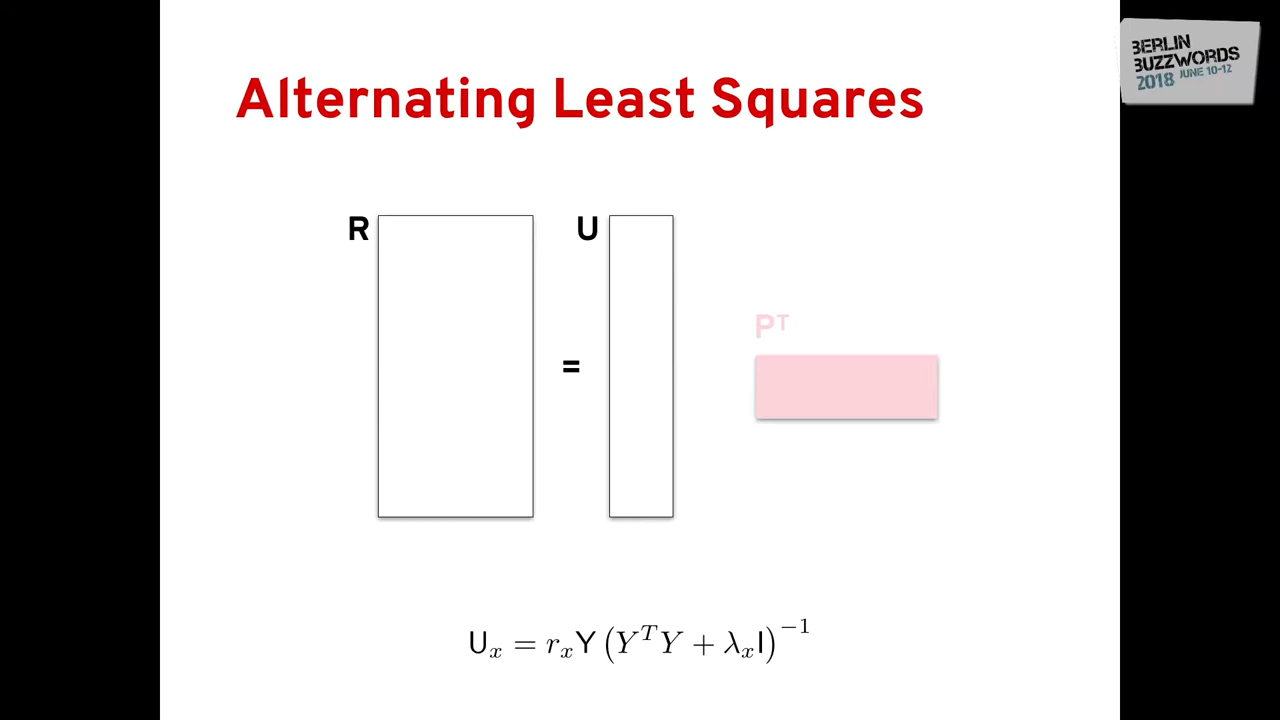 BERLIN
BUZZWORDS
2018 JUNE 10-12
Alternating Least Squares
R
U
Pᵀ
=
Uₓ = rₓY (YᵀY + λₓI)⁻¹